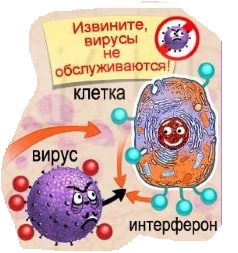 Извините,
вирусы
не
обслуживаются!
клетка
вирус
интерферон